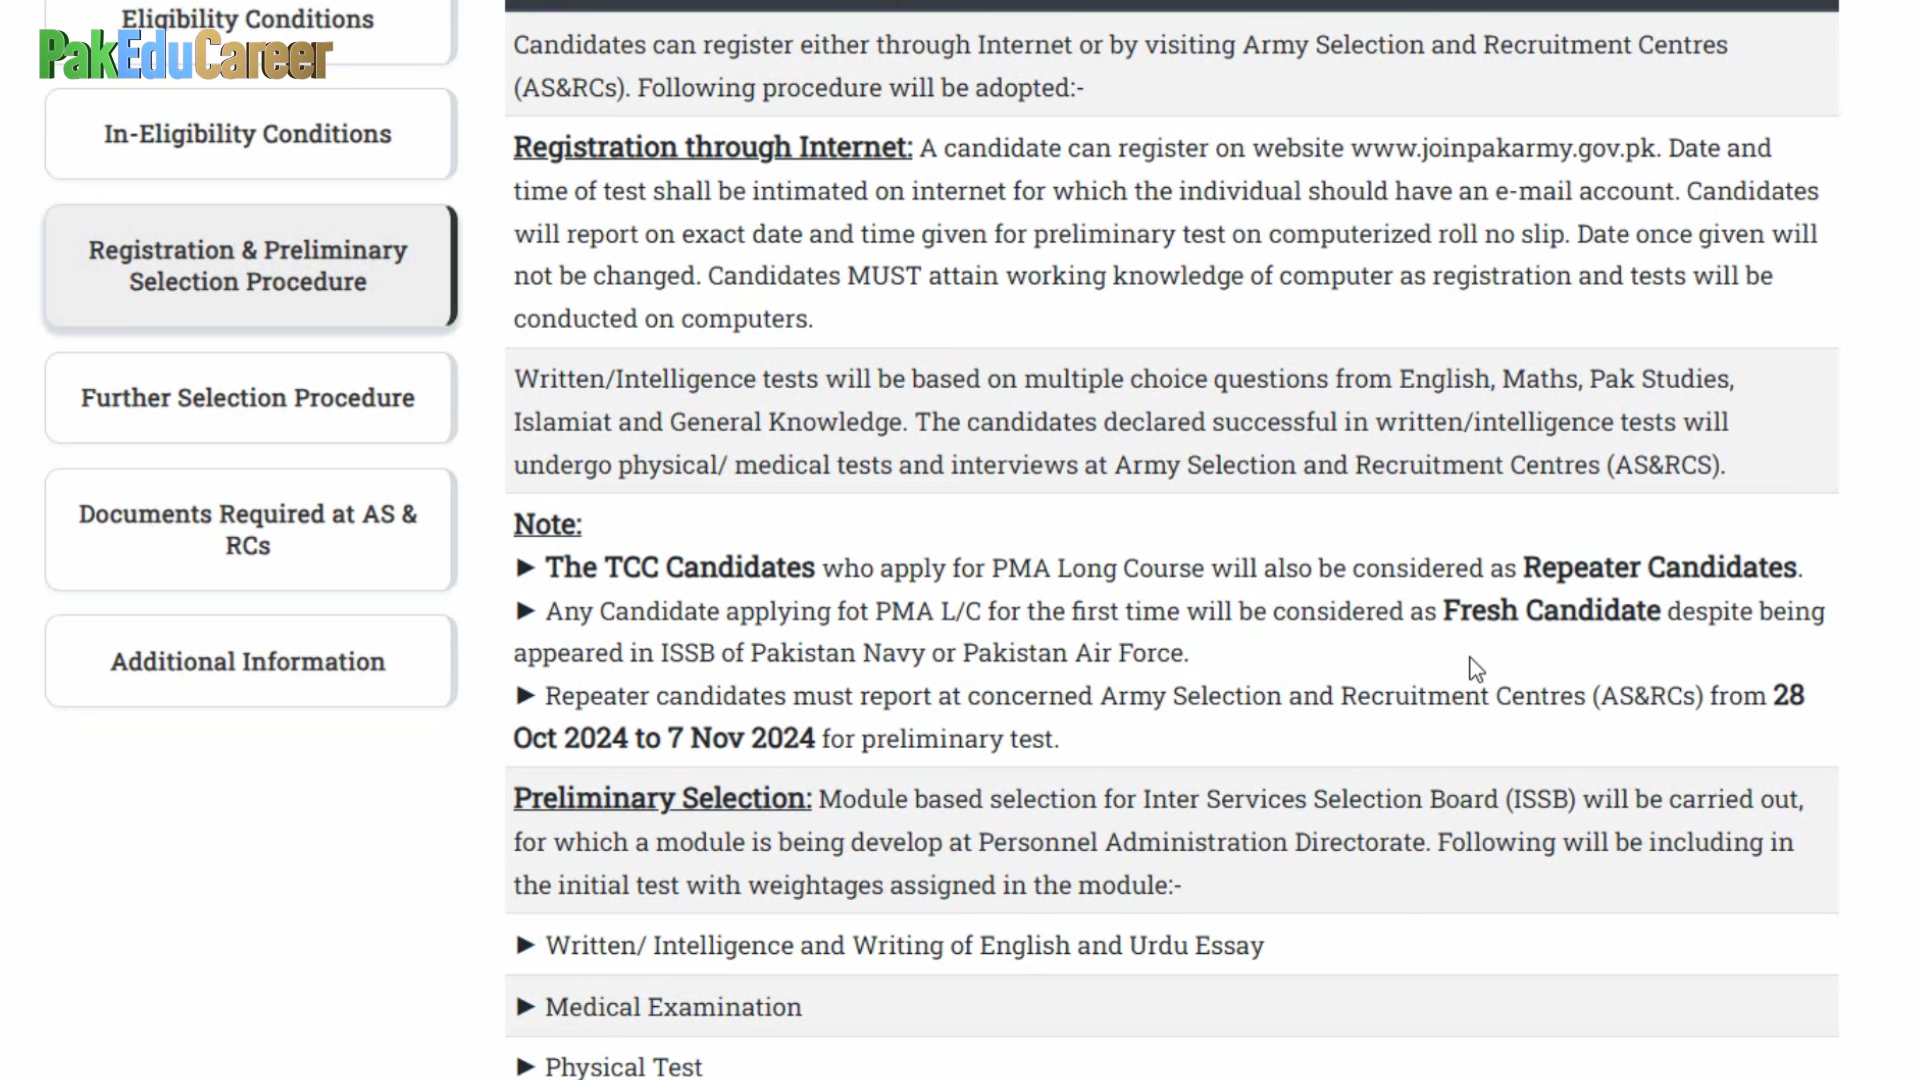 Eligibility Conditions
PakEduCareer
In-Eligibility Conditions
Registration & Preliminary
Selection Procedure
Further Selection Procedure
Documents Required at AS &
RCs
Additional Information
Candidates can register either through Internet or by visiting Army Selection and Recruitment Centres
(AS&RCs). Following procedure will be adopted:-
Registration through Internet: A candidate can register on website www.joinpakarmy.gov.pk. Date and
time of test shall be intimated on internet for which the individual should have an e-mail account. Candidates
will report on exact date and time given for preliminary test on computerized roll no slip. Date once given will
not be changed. Candidates MUST attain working knowledge of computer as registration and tests will be
conducted on computers.
Written/Intelligence tests will be based on multiple choice questions from English, Maths, Pak Studies,
Islamiat and General Knowledge. The candidates declared successful in written/intelligence tests will
undergo physical/ medical tests and interviews at Army Selection and Recruitment Centres (AS&RCS).
Note:
► The TCC Candidates who apply for PMA Long Course will also be considered as Repeater Candidates.
► Any Candidate applying fot PMA L/C for the first time will be considered as Fresh Candidate despite being
appeared in ISSB of Pakistan Navy or Pakistan Air Force.
► Repeater candidates must report at concerned Army Selection and Recruitment Centres (AS&RCs) from 28
Oct 2024 to 7 Nov 2024 for preliminary test.
Preliminary Selection: Module based selection for Inter Services Selection Board (ISSB) will be carried out,
for which a module is being develop at Personnel Administration Directorate. Following will be including in
the initial test with weightages assigned in the module:-
► Written/ Intelligence and Writing of English and Urdu Essay
► Medical Examination
► Physical Test